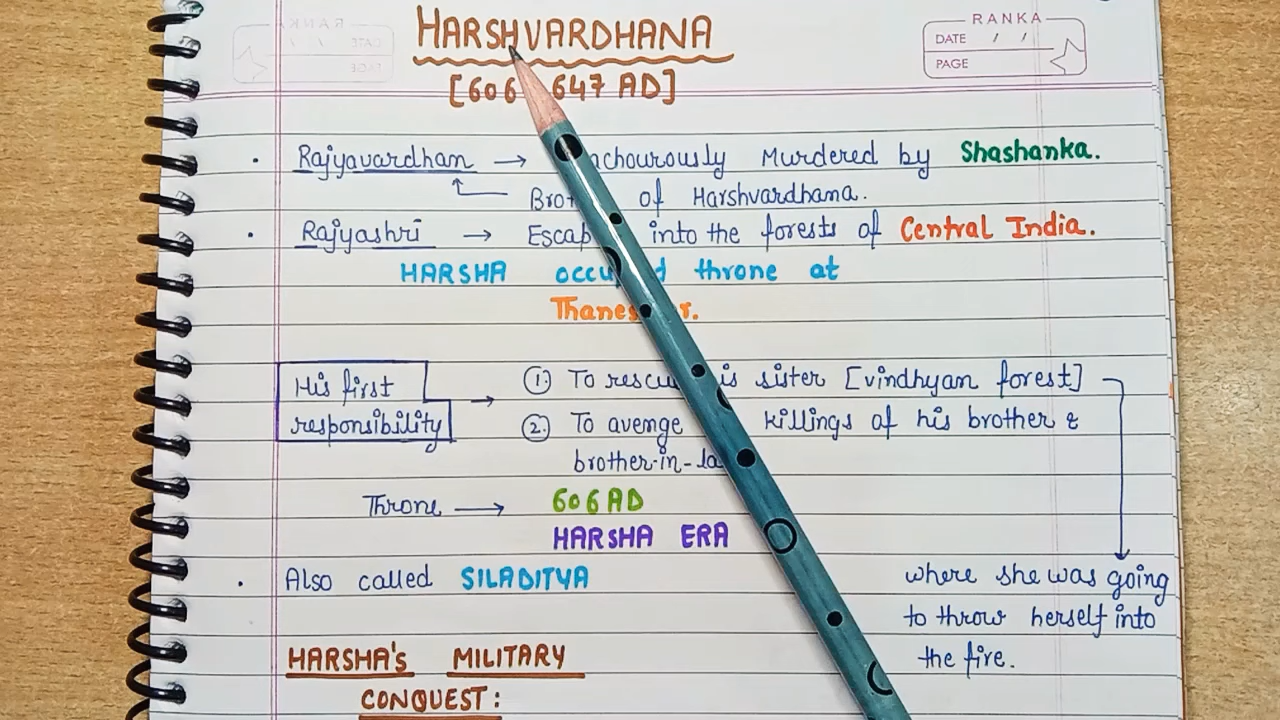 HARSHVARDHANA
RANKA
DATE / /
PAGE
[606 647 AD]
• Rajyavardham → achourously Murdered by Shashanka.
Bro of Harshvardhama.
• Rajyashri → Escap into the forests of Central India.
HARSHA occu d throne at
Thanes r.
His first
responsibility → 1. To rescu is sister [vindhyan forest]
2. To avenge killings of his brother &
brother-in-la
Throne → 606 AD
HARSHA ERA
• Also called SILADITYA
where she was going
to throw herself into
the fire.
HARSHA's MILITARY
CONQUEST: